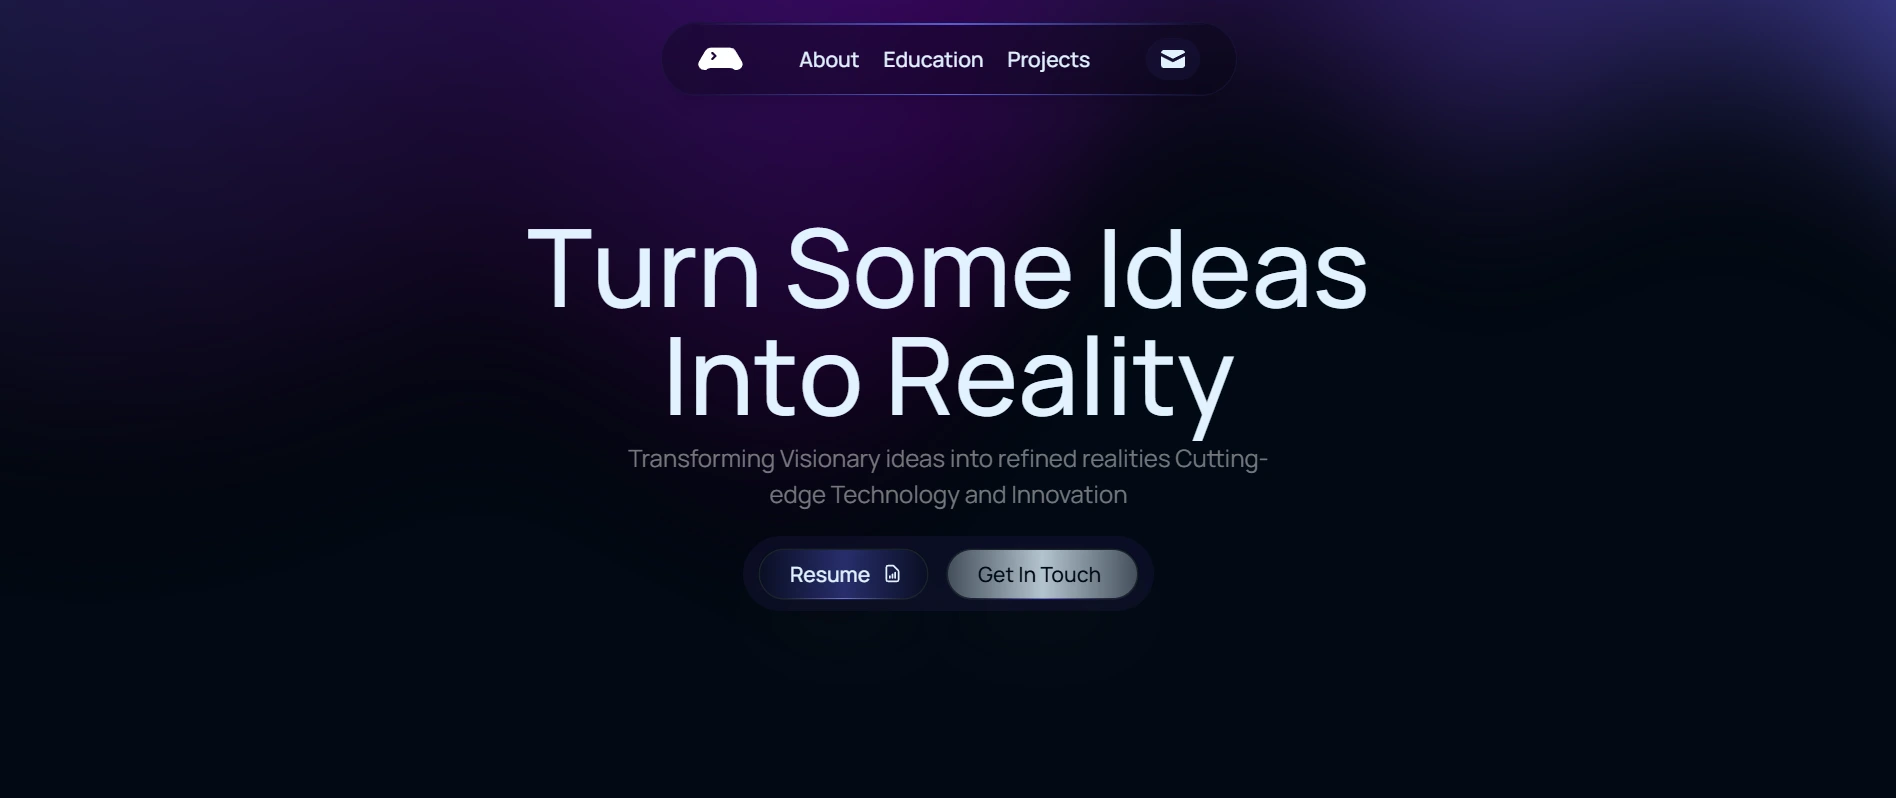 About Education Projects
Turn Some Ideas
Into Reality
Transforming Visionary ideas into refined realities Cutting-
edge Technology and Innovation
Resume Get In Touch